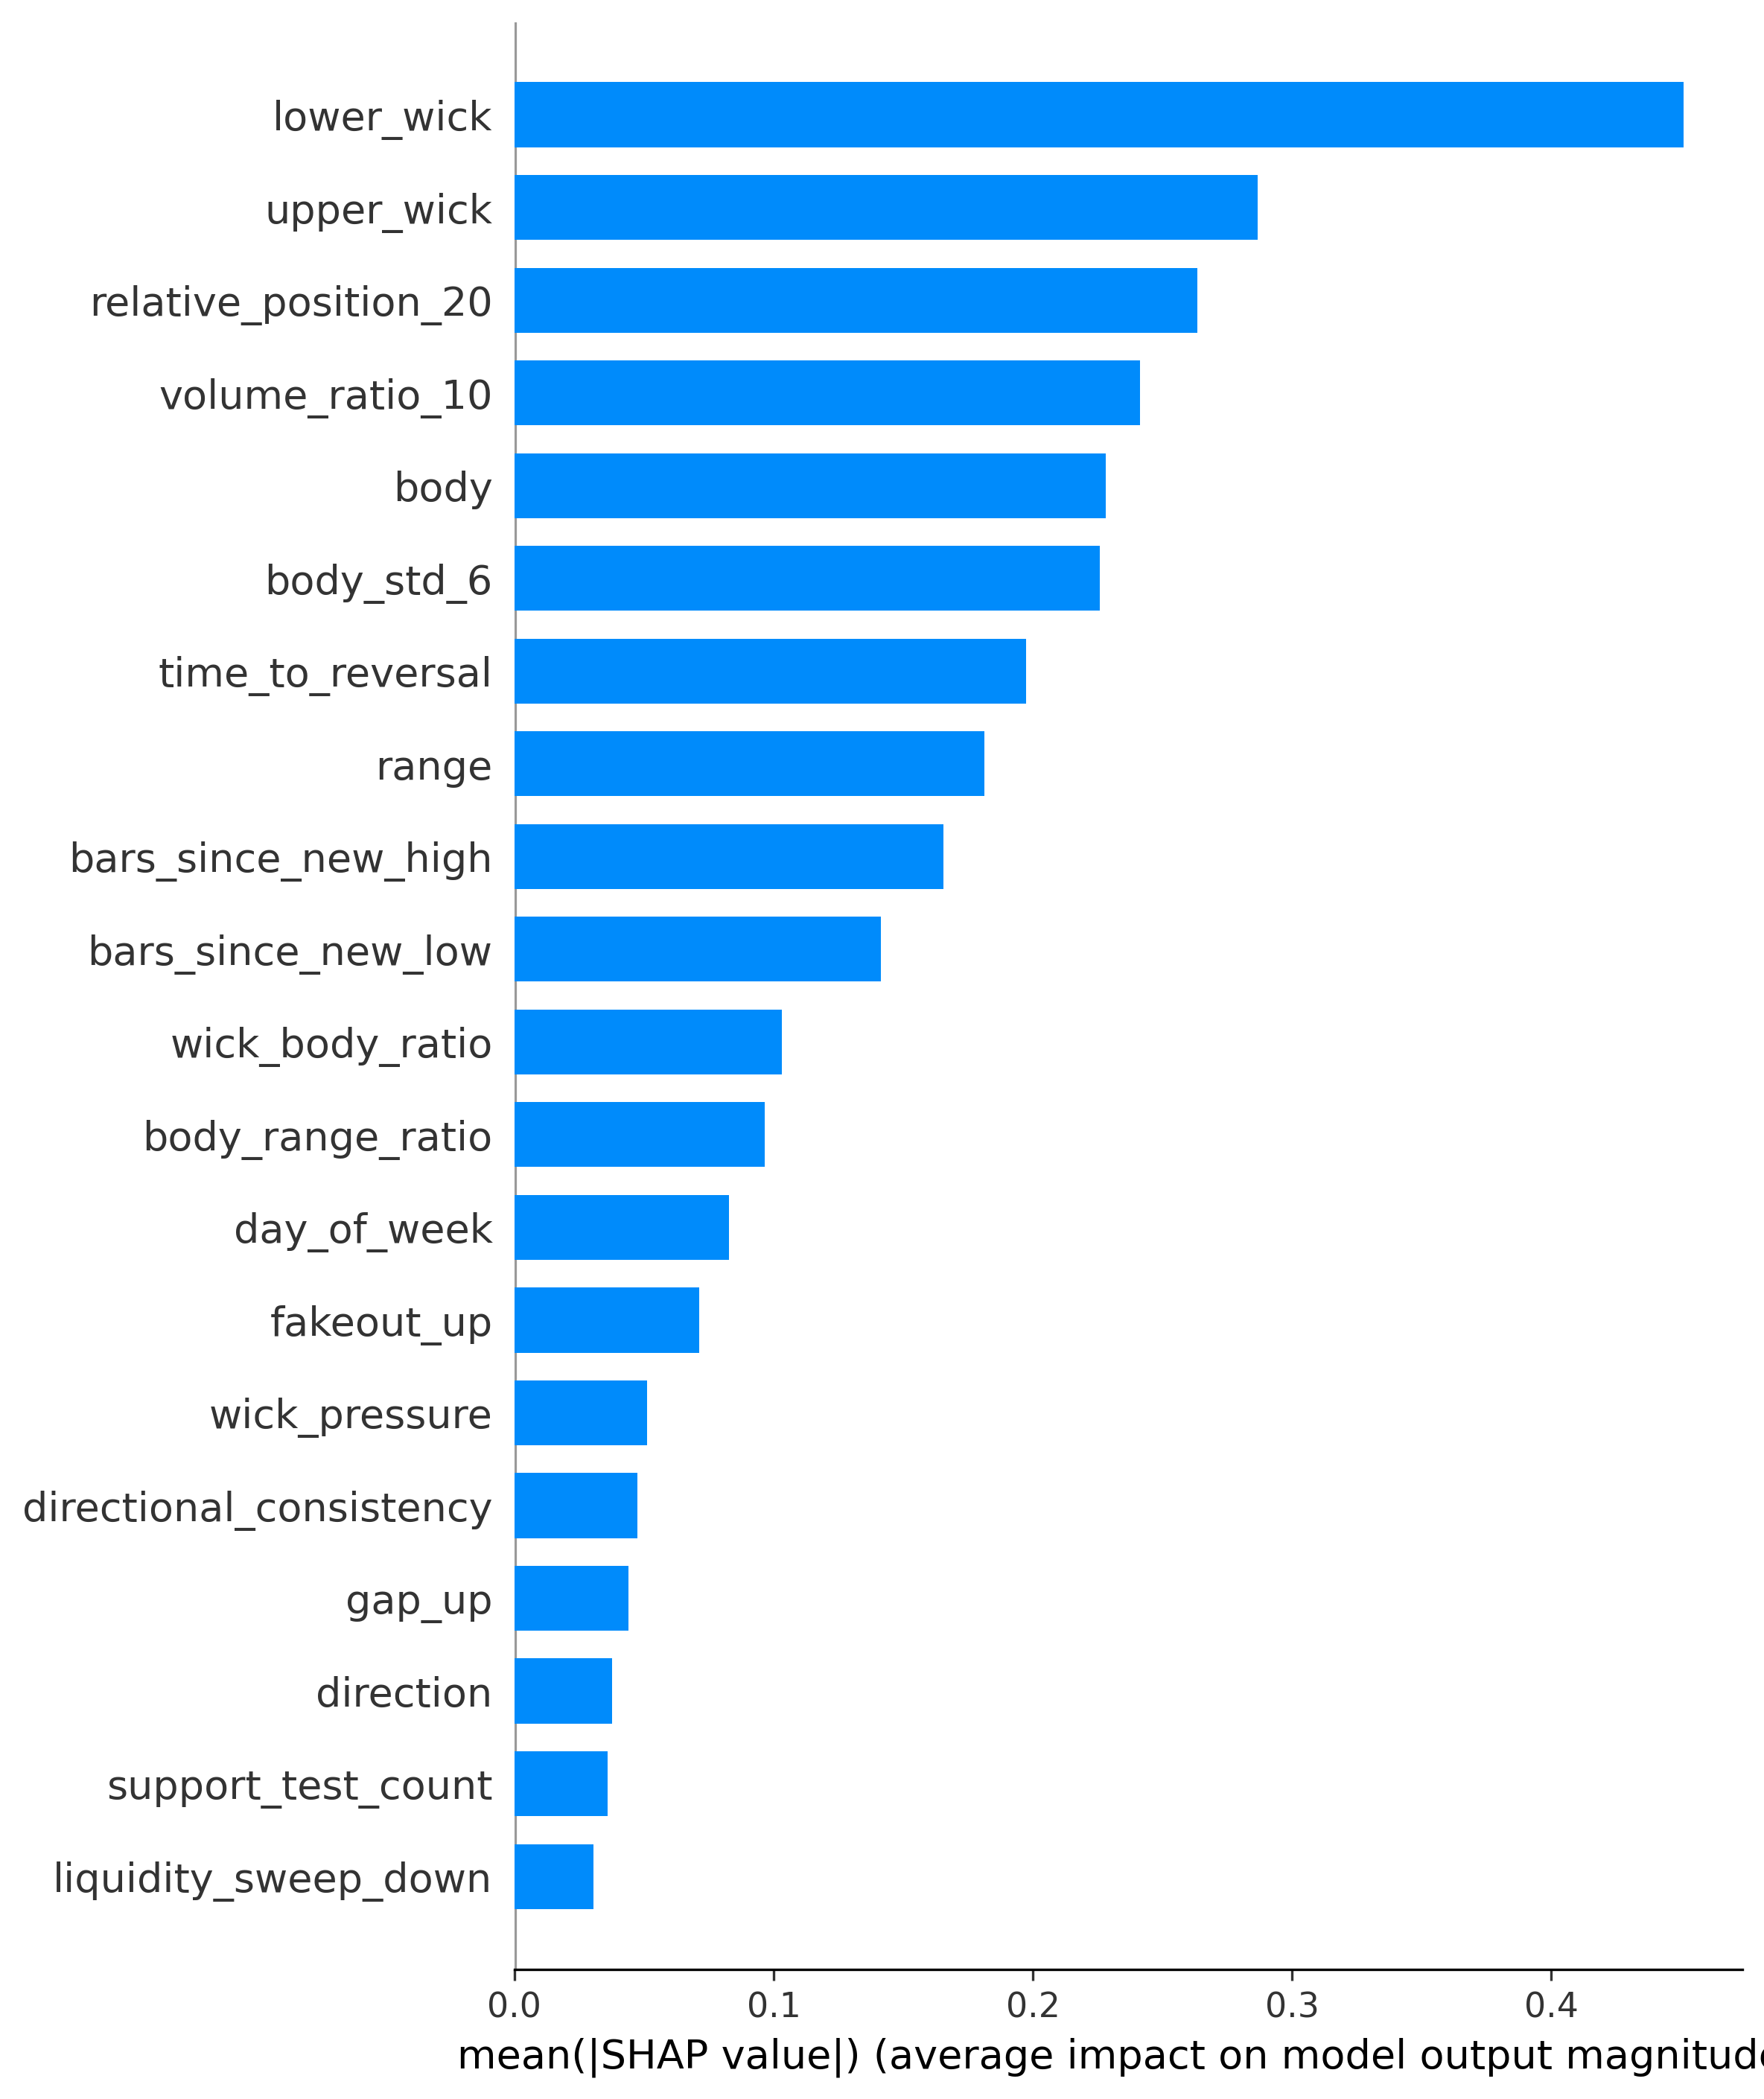 lower_wick
upper_wick
relative_position_20
volume_ratio_10
body
body_std_6
time_to_reversal
range
bars_since_new_high
bars_since_new_low
wick_body_ratio
body_range_ratio
day_of_week
fakeout_up
wick_pressure
directional_consistency
gap_up
direction
support_test_count
liquidity_sweep_down
0.0 0.1 0.2 0.3 0.4
mean(|SHAP value|) (average impact on model output magnitude